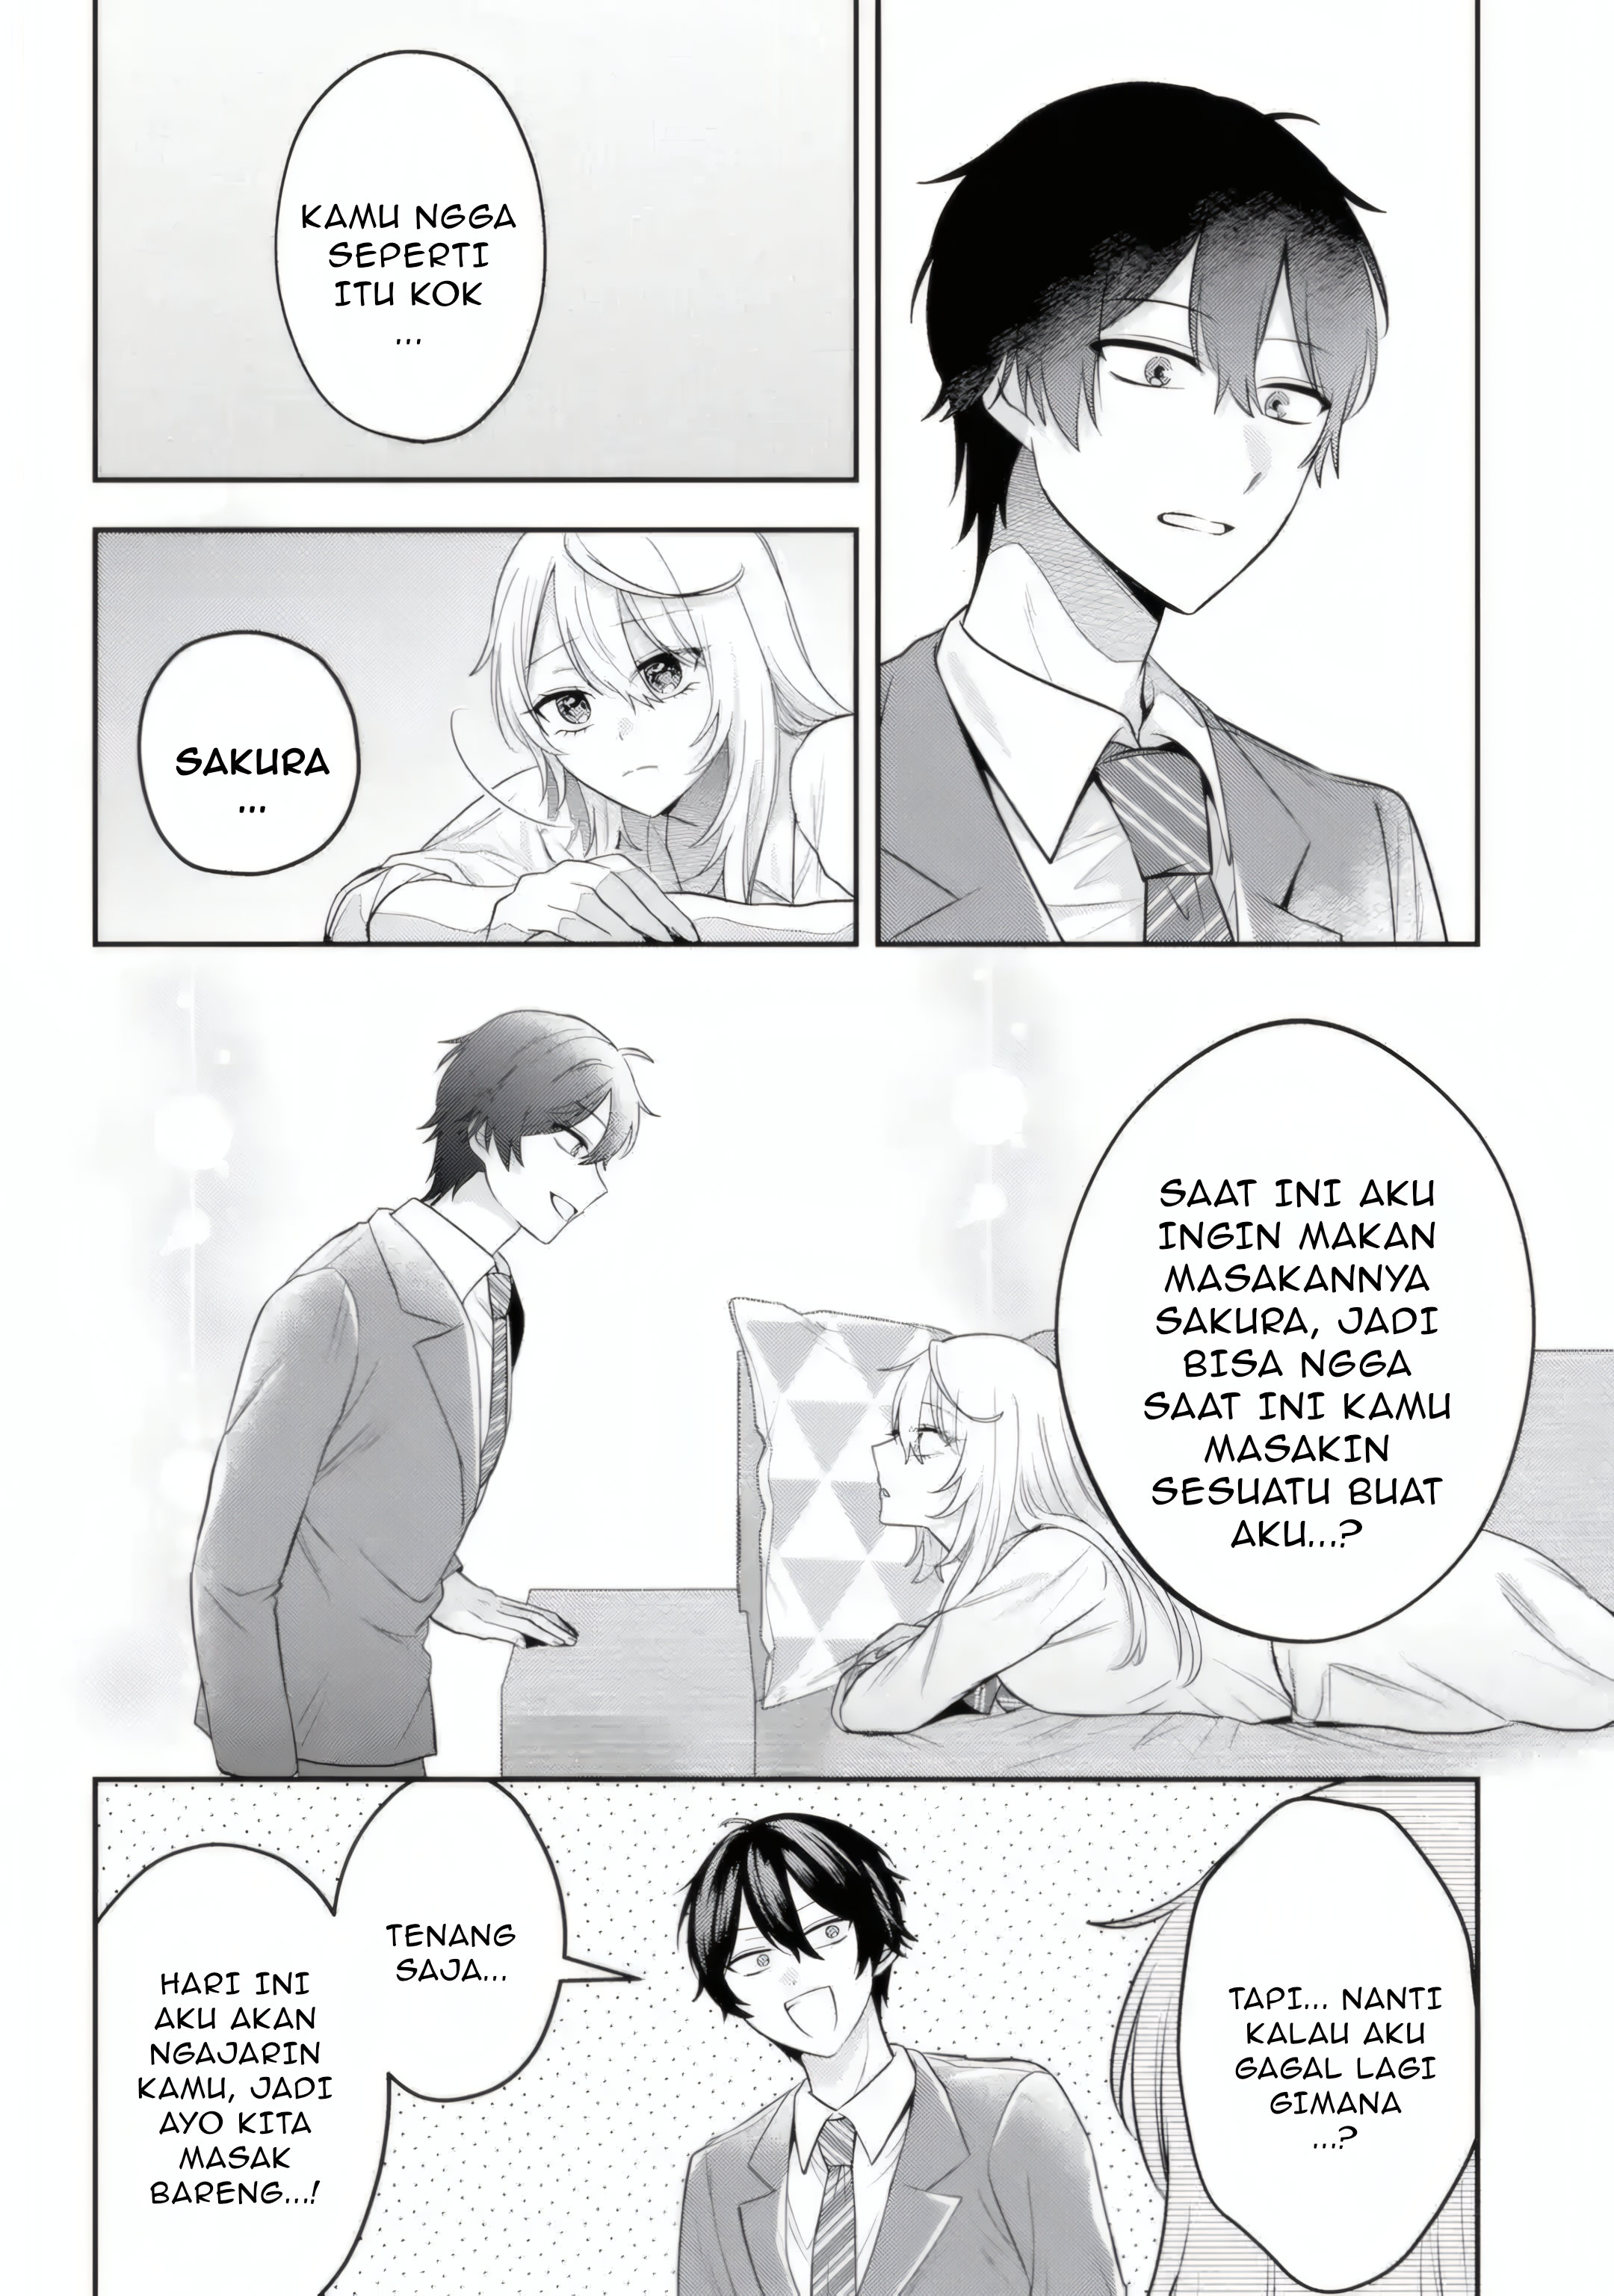 KAMU NGGA
SEPERTI
ITU KOK
...
SAKURA
...
SAAT INI AKU
INGIN MAKAN
MASAKANNYA
SAKURA, JADI
BISA NGGA
SAAT INI KAMU
MASAKIN
SESUATU BUAT
AKU...?
TAPI... NANTI
KALAU AKU
GAGAL LAGI
GIMANA
...?
TENANG
SAJA...
HARI INI
AKU AKAN
NGAJARIN
KAMU, JADI
AYO KITA
MASAK
BARENG...!